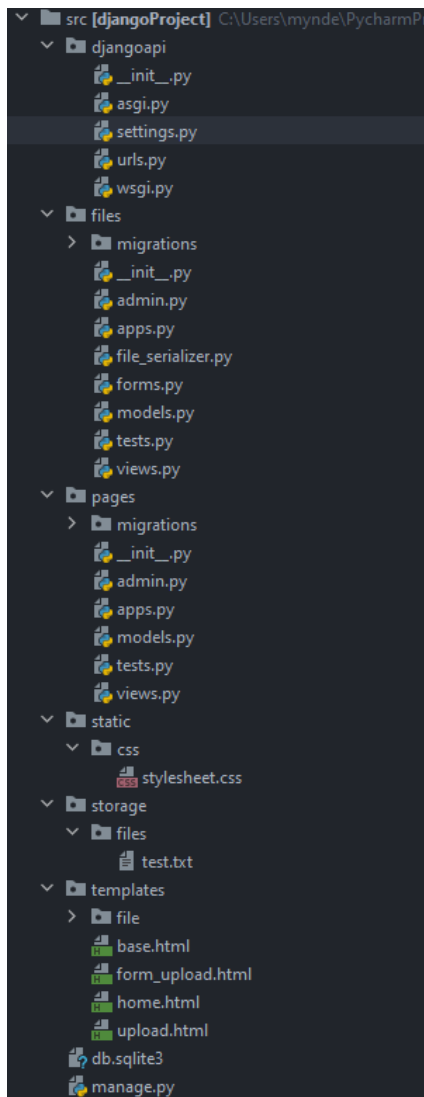 src [djangoProject] C:\Users\mynde\PycharmPr
djangoapi
__init__.py
asgi.py
settings.py
urls.py
wsgi.py
files
migrations
__init__.py
admin.py
apps.py
file_serializer.py
forms.py
models.py
tests.py
views.py
pages
migrations
__init__.py
admin.py
apps.py
models.py
tests.py
views.py
static
css
stylesheet.css
storage
files
test.txt
templates
file
base.html
form_upload.html
home.html
upload.html
db.sqlite3
manage.py